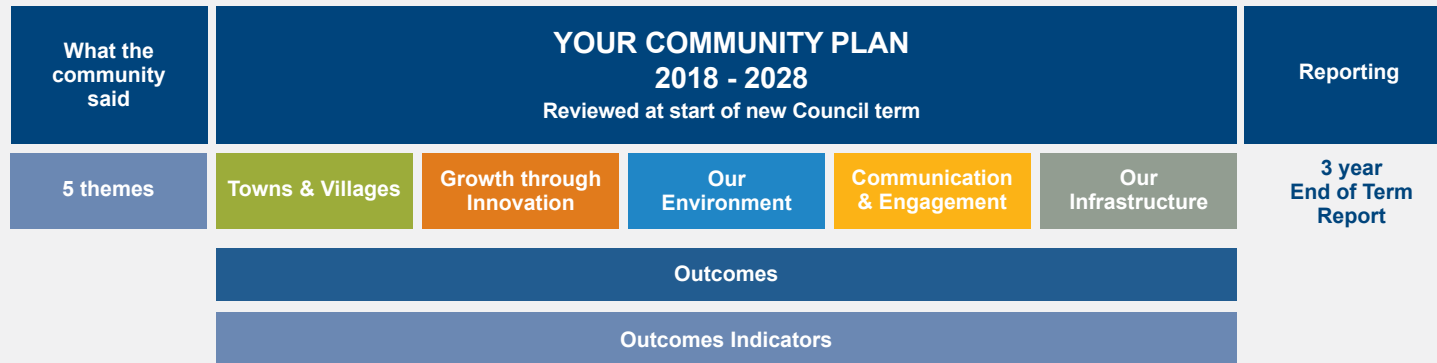 What the
community
said
YOUR COMMUNITY PLAN
2018 - 2028
Reviewed at start of new Council term
Reporting
5 themes
Towns & Villages
Growth through
Innovation
Our
Environment
Communication
& Engagement
Our
Infrastructure
3 year
End of Term
Report
Outcomes
Outcomes Indicators